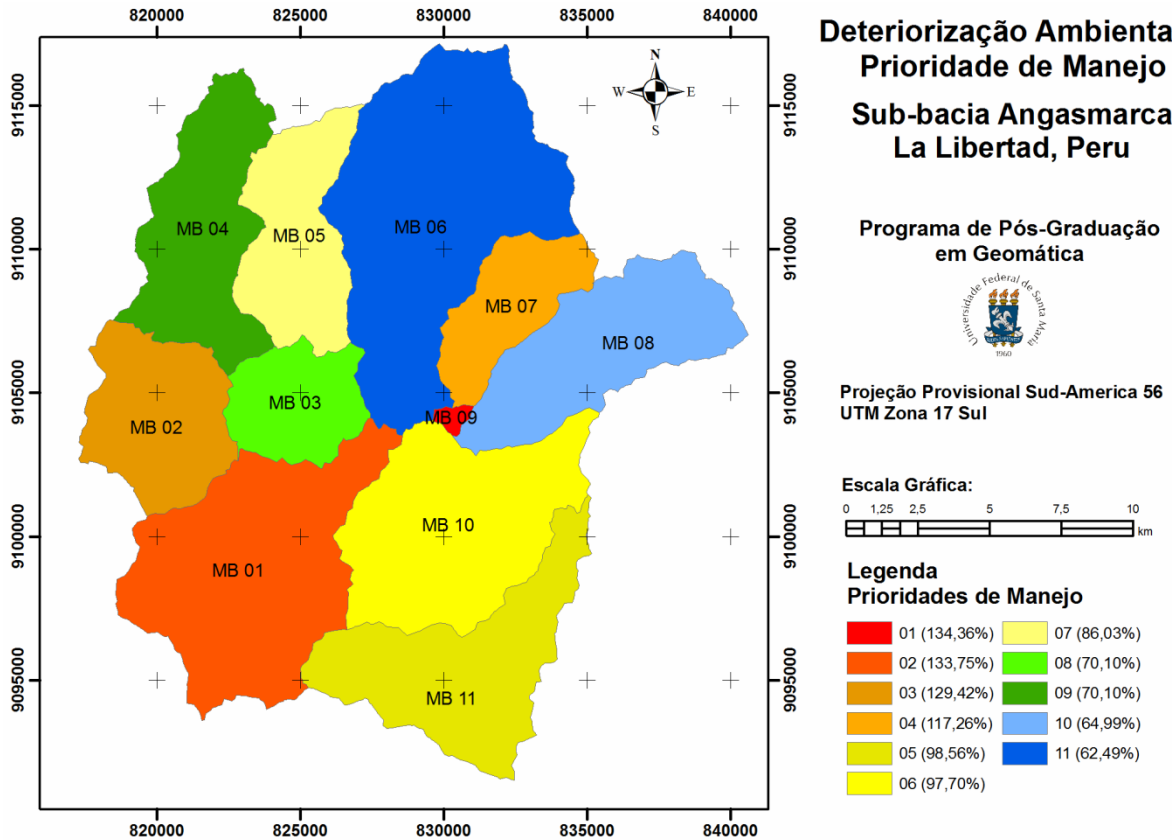 820000 825000 830000 835000 840000
9115000
9110000
9105000
9100000
9095000
MB 04
MB 05
MB 06
MB 07
MB 08
MB 03
MB 09
MB 02
MB 10
MB 01
MB 11
N
W E
S
9115000
9110000
9105000
9100000
9095000
820000 825000 830000 835000 840000
Deteriorização Ambienta
Prioridade de Manejo
Sub-bacia Angasmarca
La Libertad, Peru
Programa de Pós-Graduação
em Geomática
Universidade Federal de Santa Maria
1960
Projeção Provisional Sud-America 56
UTM Zona 17 Sul
Escala Gráfica:
0 1,25 2,5 5 7,5 10
km
Legenda
Prioridades de Manejo
01 (134,36%)
02 (133,75%)
03 (129,42%)
04 (117,26%)
05 (98,56%)
06 (97,70%)
07 (86,03%)
08 (70,10%)
09 (70,10%)
10 (64,99%)
11 (62,49%)